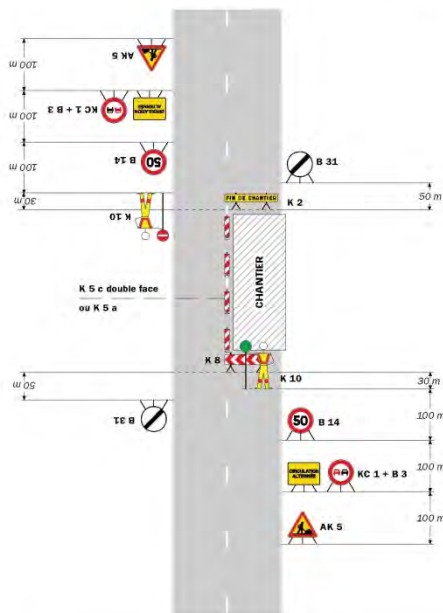 100 m
AK 5
100 m
KC 1 + B 3
CIRCULATION
ALTERNÉE
100 m
50
B 14
B 31
30 m
K 10
FIN DE CHANTIER
K 2
50 m
CHANTIER
K 5 c double face
ou K 5 a
K 8
K 10
50 m
30 m
B 31
50
B 14
100 m
CIRCULATION
ALTERNÉE
KC 1 + B 3
100 m
AK 5
100 m